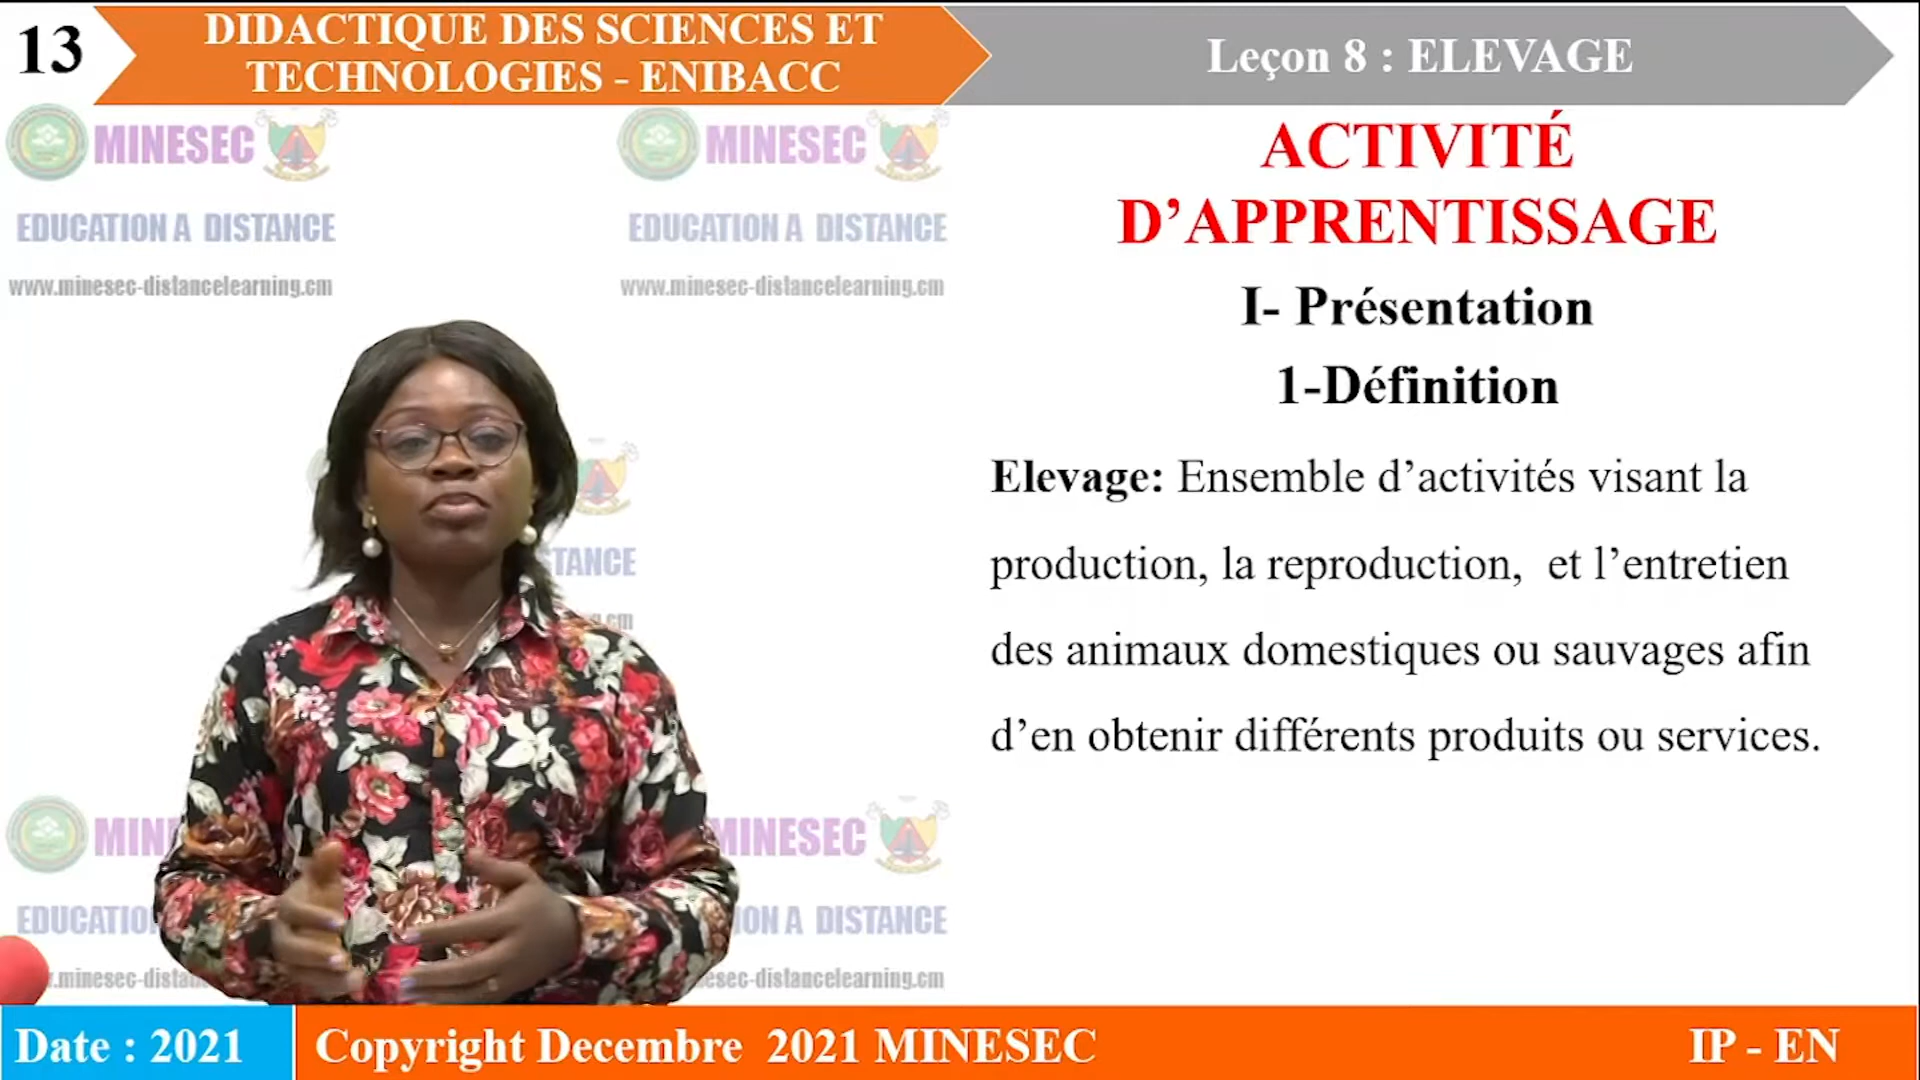 13
DIDACTIQUE DES SCIENCES ET
TECHNOLOGIES - ENIBACC
Leçon 8 : ELEVAGE
MINESEC
EDUCATION A DISTANCE
www.minesec-distancelearning.cm
MINESEC
EDUCATION A DISTANCE
www.minesec-distancelearning.cm
ACTIVITÉ
D’APPRENTISSAGE
I- Présentation
1-Définition
Elevage: Ensemble d’activités visant la
production, la reproduction, et l’entretien
des animaux domestiques ou sauvages afin
d’en obtenir différents produits ou services.
TANCE
MINESEC
ION A DISTANCE
Date : 2021
Copyright Decembre 2021 MINESEC
IP - EN